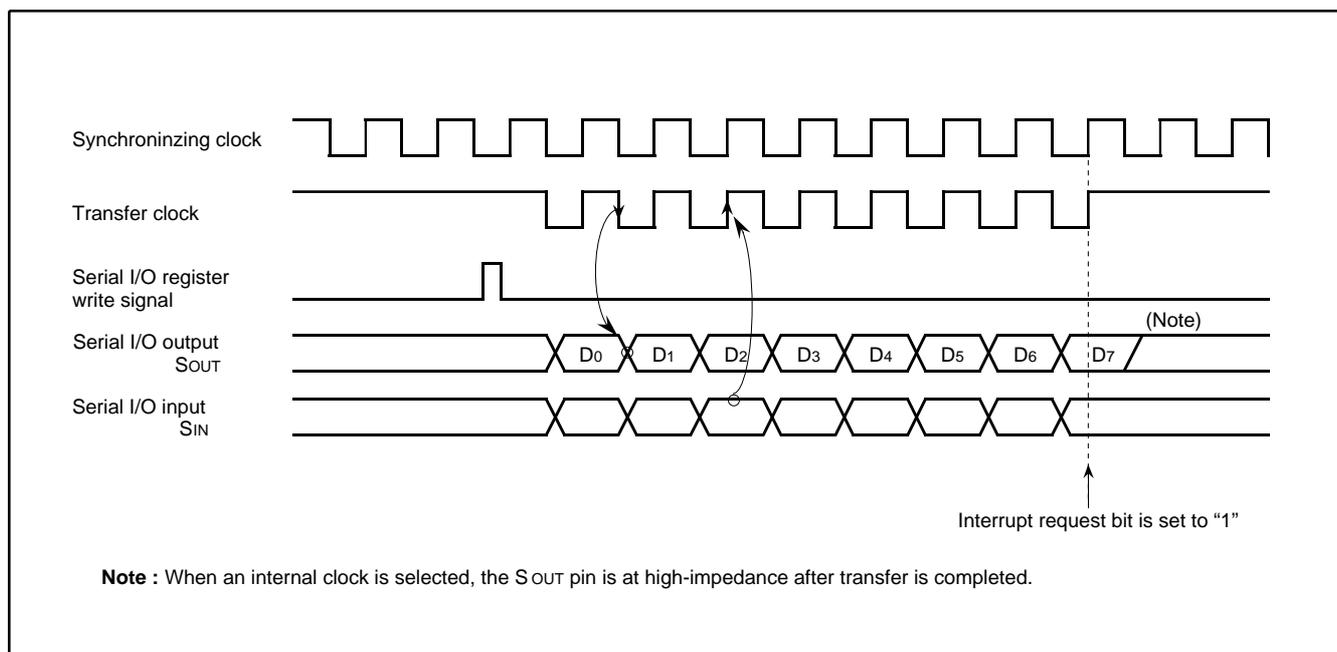 Synchroninzing clock
Transfer clock
Serial I/O register
write signal
Serial I/O output
SOUT
Serial I/O input
SIN
D0 D1 D2 D3 D4 D5 D6 D7
(Note)
Interrupt request bit is set to “1”
Note : When an internal clock is selected, the SOUT pin is at high-impedance after transfer is completed.